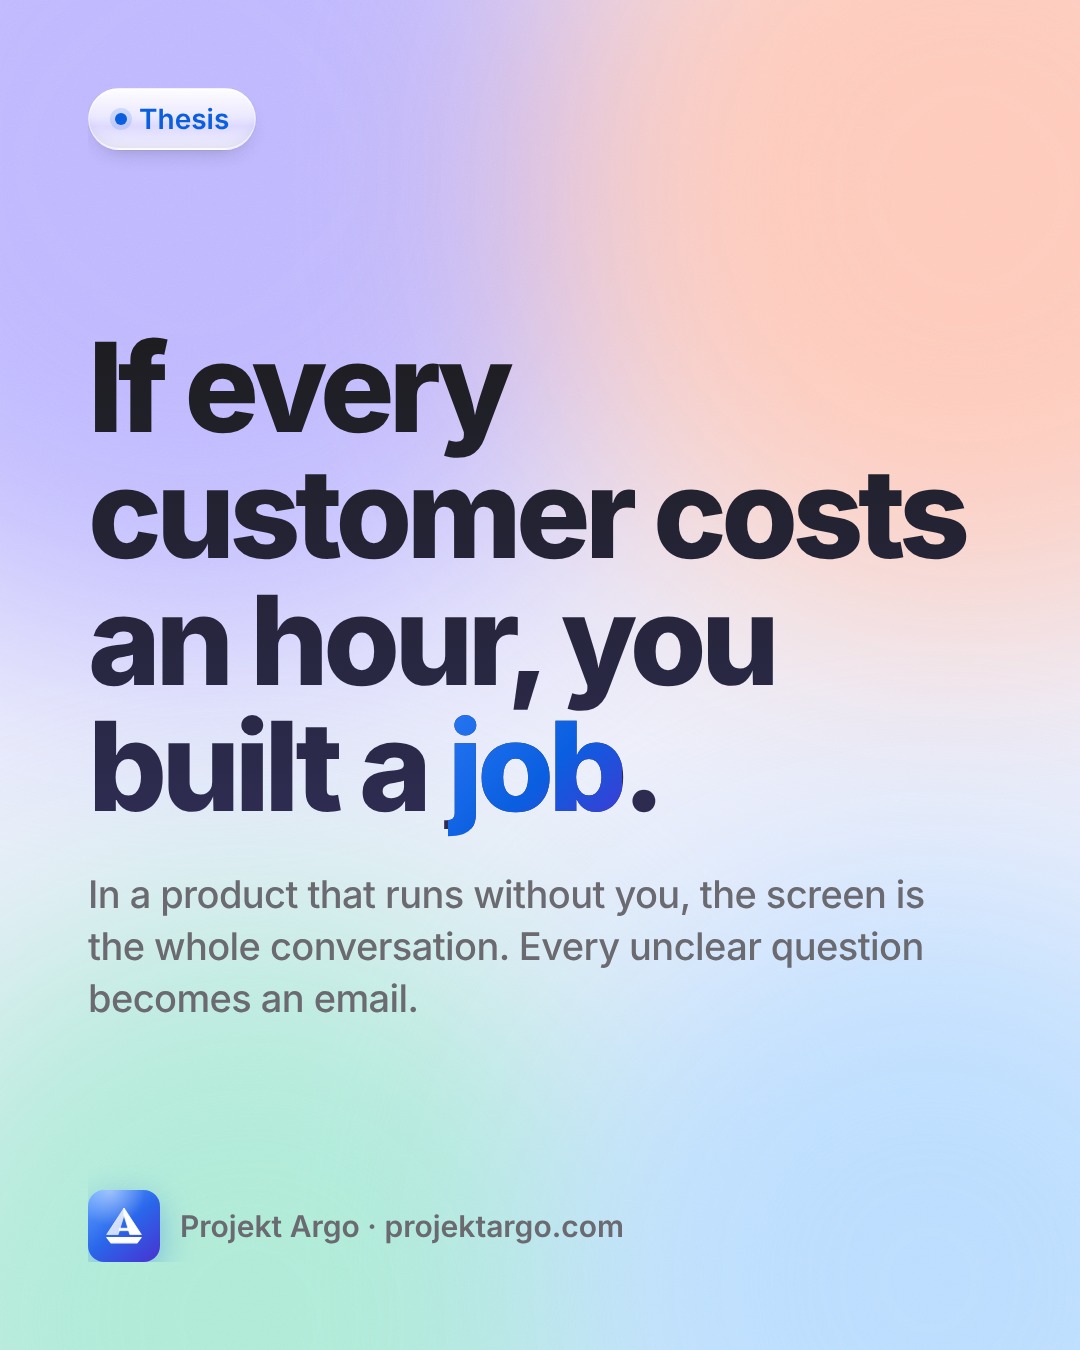 Thesis
If every
customer costs
an hour, you
built a job.
In a product that runs without you, the screen is
the whole conversation. Every unclear question
becomes an email.
Projekt Argo · projektargo.com